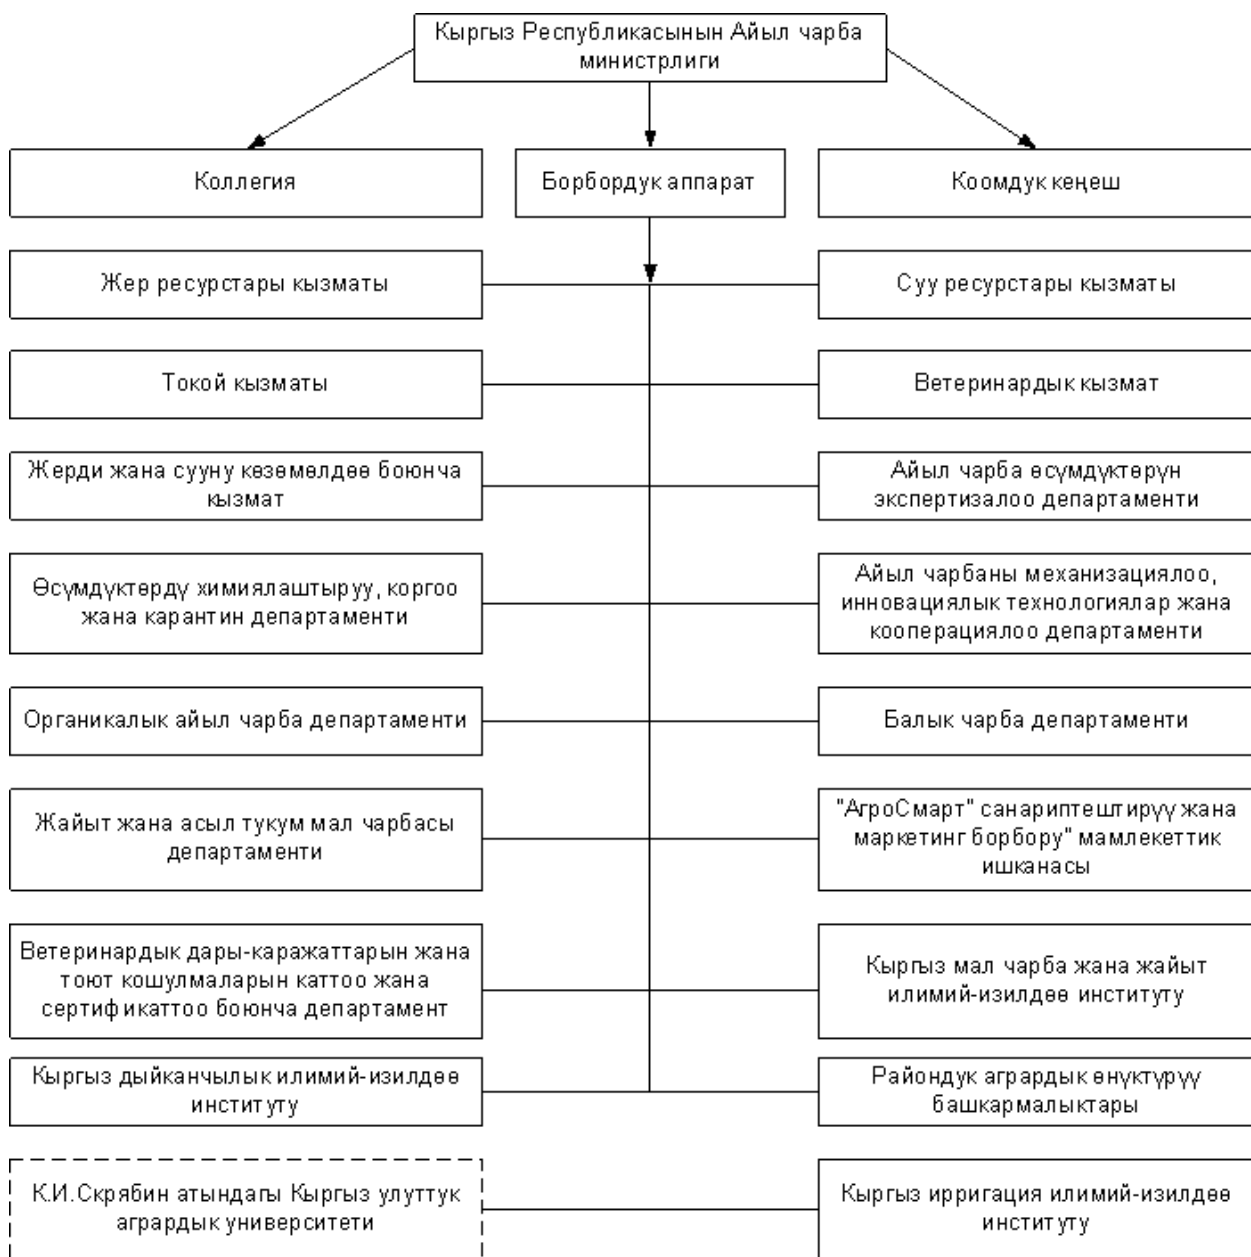 Кыргыз Республикасынын Айыл чарба
министрлиги
Коллегия
Борбордук аппарат
Коомдук кеңеш
Жер ресурстары кызматы
Суу ресурстары кызматы
Токой кызматы
Ветеринардык кызмат
Жерди жана сууну көзөмөлдөө боюнча
кызмат
Айыл чарба өсүмдүктөрүн
экспертизалоо департаменти
Өсүмдүктөрдү химиялаштыруу, коргоо
жана карантин департаменти
Айыл чарбаны механизациялоо,
инновациялык технологиялар жана
кооперациялоо департаменти
Органикалык айыл чарба департаменти
Балык чарба департаменти
Жайыт жана асыл тукум мал чарбасы
департаменти
"АгроСмарт" санариптештирүү жана
маркетинг борбору" мамлекеттик
ишканасы
Ветеринардык дары-каражаттарын жана
тоют кошулмаларын каттоо жана
сертификаттоо боюнча департамент
Кыргыз мал чарба жана жайыт
илимий-изилдөө институту
Кыргыз дыйканчылык илимий-изилдөө
институту
Райондук агрардык өнүктүрүү
башкармалыктары
К.И.Скрябин атындагы Кыргыз улуттук
агрардык университети
Кыргыз ирригация илимий-изилдөө
институту